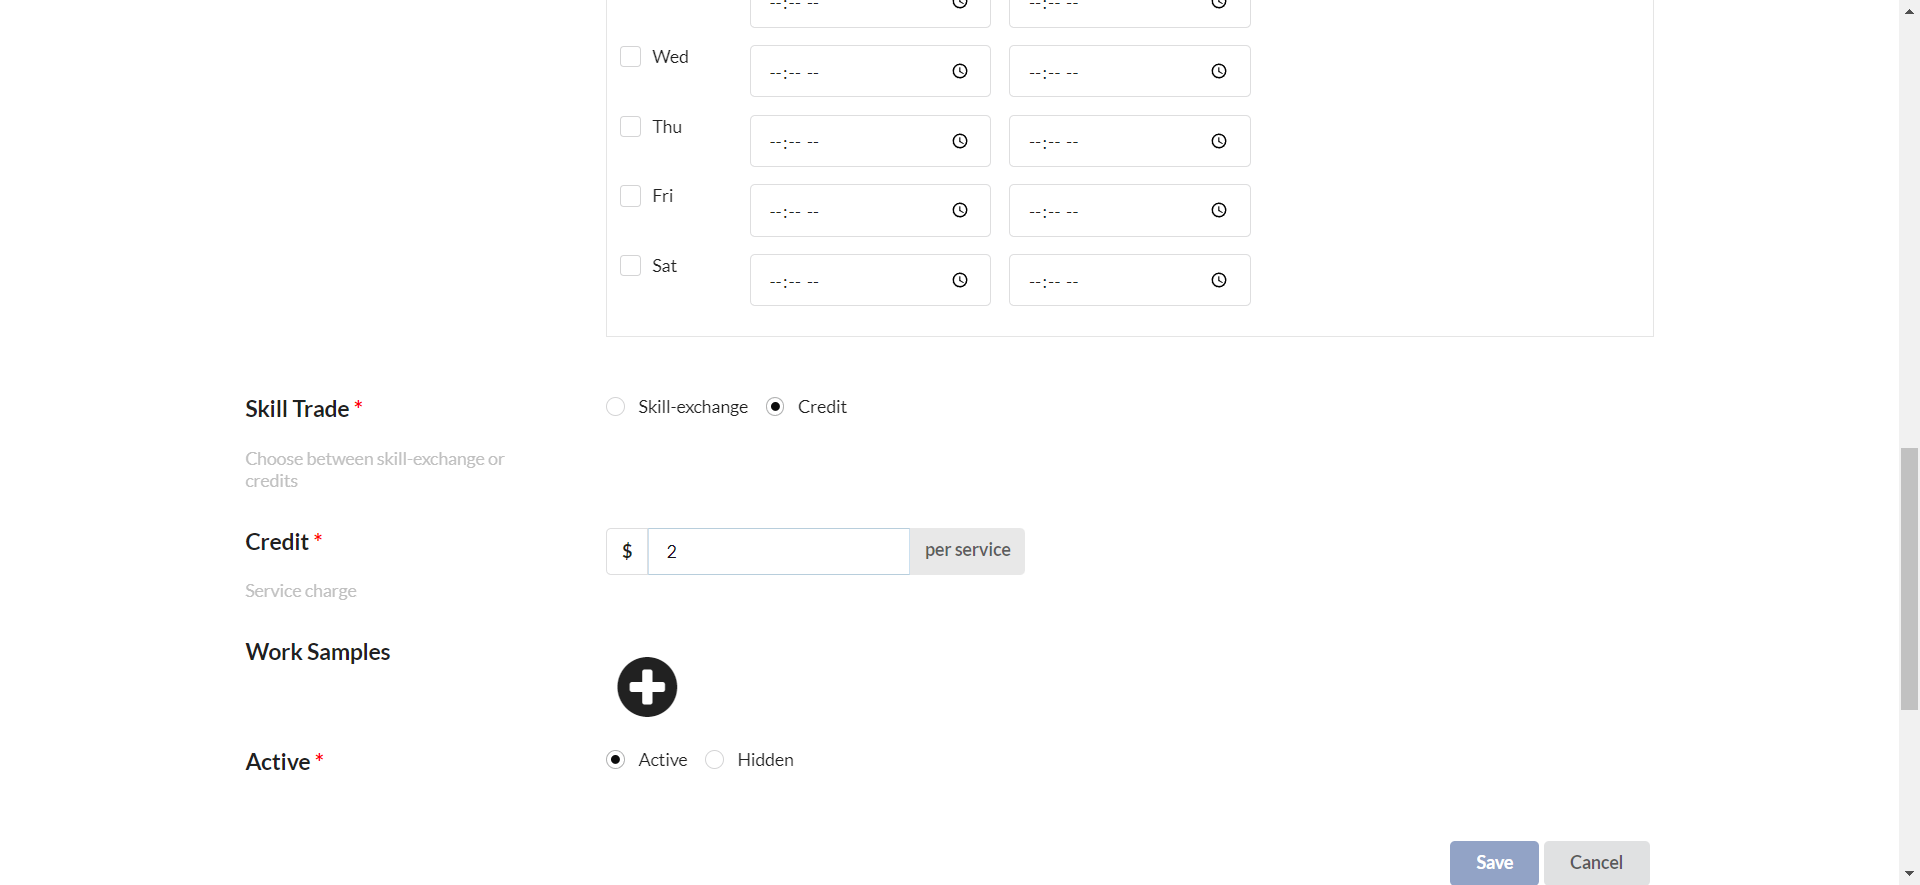 --:-- -- --:-- --
Wed --:-- -- --:-- --
Thu --:-- -- --:-- --
Fri --:-- -- --:-- --
Sat --:-- -- --:-- --
Skill Trade * Skill-exchange Credit
Choose between skill-exchange or
credits
Credit * $ 2 per service
Service charge
Work Samples
Active * Active Hidden
Save Cancel